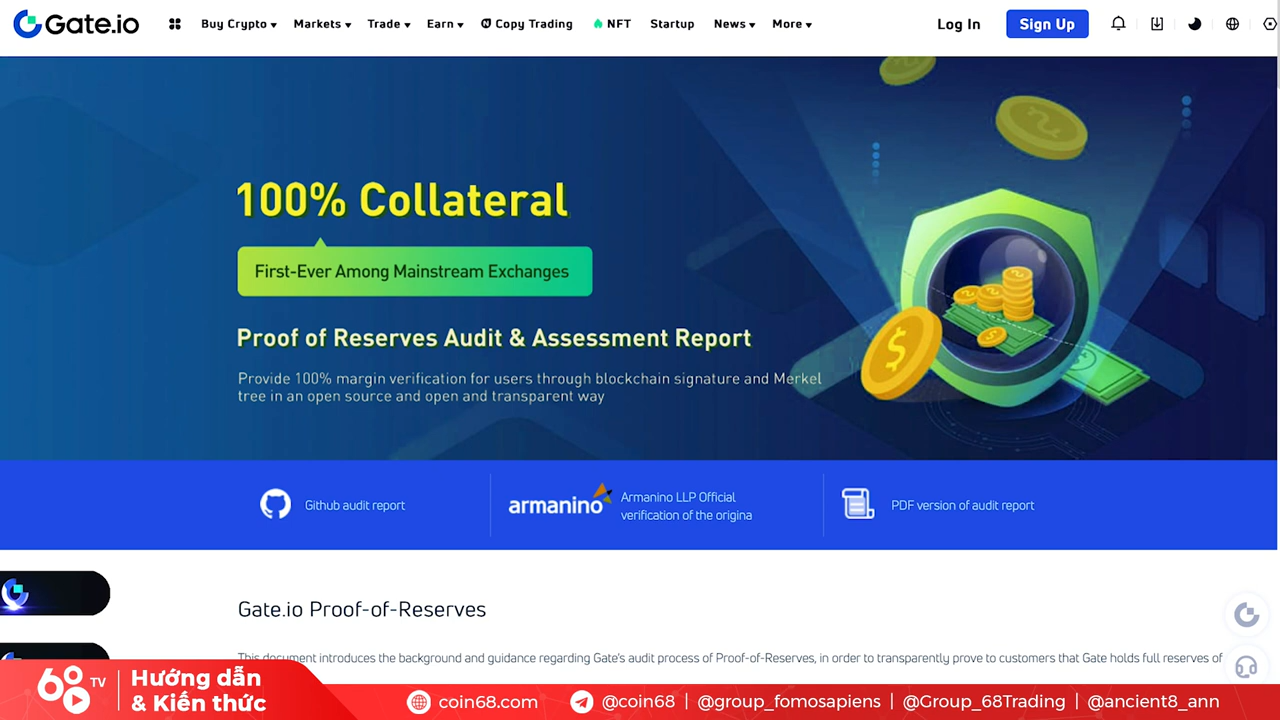 Gate.io
Buy Crypto
Markets
Trade
Earn
Copy Trading
NFT
Startup
News
More
Log In
Sign Up
100% Collateral
First-Ever Among Mainstream Exchanges
Proof of Reserves Audit & Assessment Report
Provide 100% margin verification for users through blockchain signature and Merkel
tree in an open source and open and transparent way
Github audit report
armanino
Armanino LLP Official
verification of the origina
PDF version of audit report
Gate.io Proof-of-Reserves
This document introduces the background and guidance regarding Gate's audit process of Proof-of-Reserves, in order to transparently prove to customers that Gate holds full reserves of
68 TV
Hướng dẫn
& Kiến thức
coin68.com
@coin68 | @group_fomosapiens | @Group_68Trading | @ancient8_ann